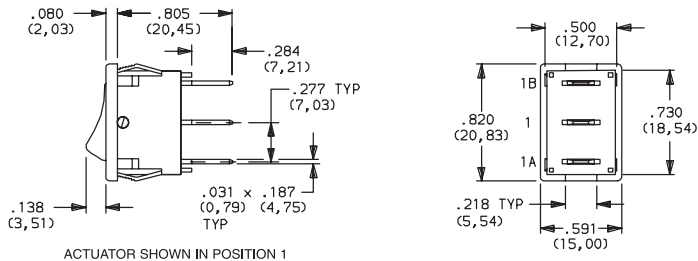 .080
(2,03)
.805
(20,45)
.284
(7,21)
.277 TYP
(7,03)
.031 x .187
(0,79) (4,75)
TYP
.138
(3,51)
ACTUATOR SHOWN IN POSITION 1
.500
(12,70)
1B
1
1A
.820
(20,83)
.730
(18,54)
.218 TYP
(5,54)
.591
(15,00)